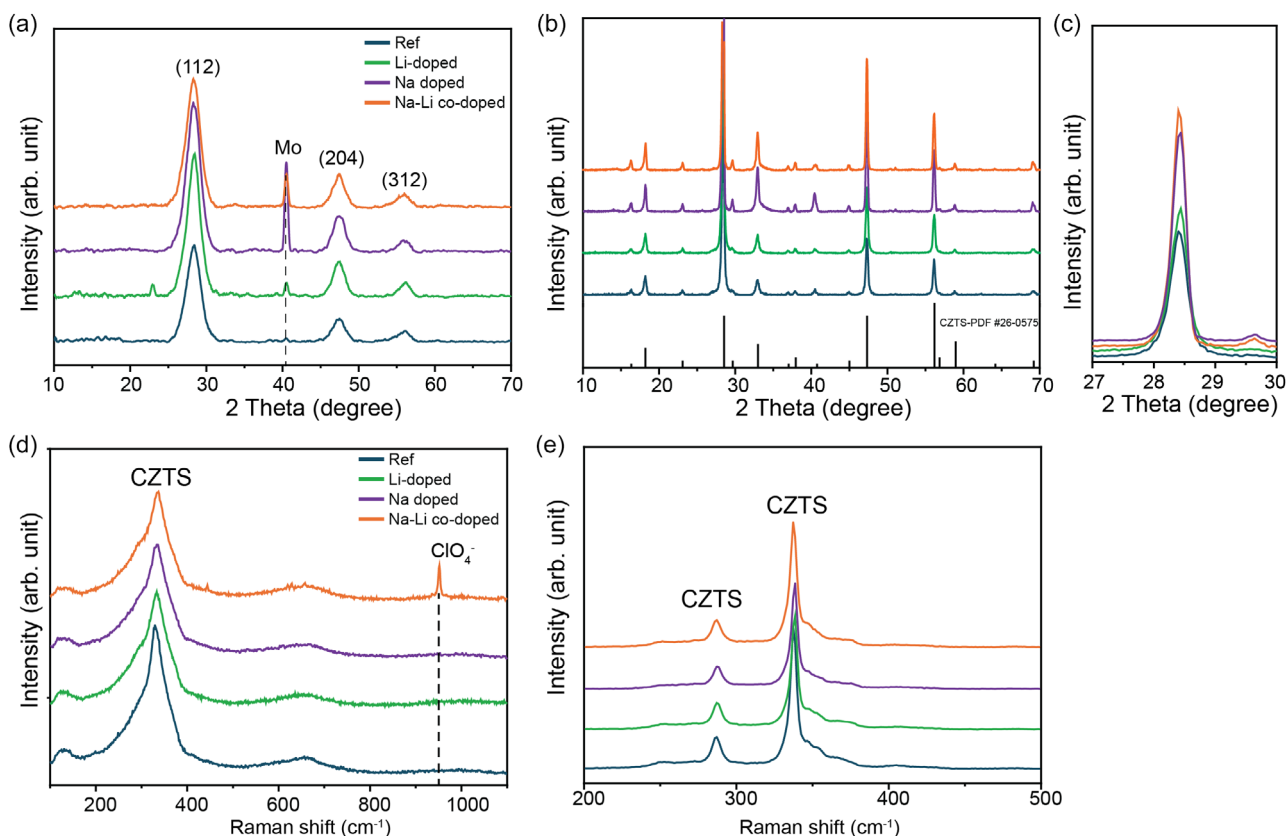 (a)
Ref
Li-doped
Na doped
Na-Li co-doped
(112)
Mo
(204)
(312)
Intensity (arb. unit)
10 20 30 40 50 60 70
2 Theta (degree)
(b)
CZTS-PDF #26-0575
Intensity (arb. unit)
10 20 30 40 50 60 70
2 Theta (degree)
(c)
Intensity (arb. unit)
27 28 29 30
2 Theta (degree)
(d)
Ref
Li-doped
Na doped
Na-Li co-doped
CZTS
ClO₄⁻
Intensity (arb. unit)
200 400 600 800 1000
Raman shift (cm⁻¹)
(e)
CZTS
CZTS
Intensity (arb. unit)
200 300 400 500
Raman shift (cm⁻¹)